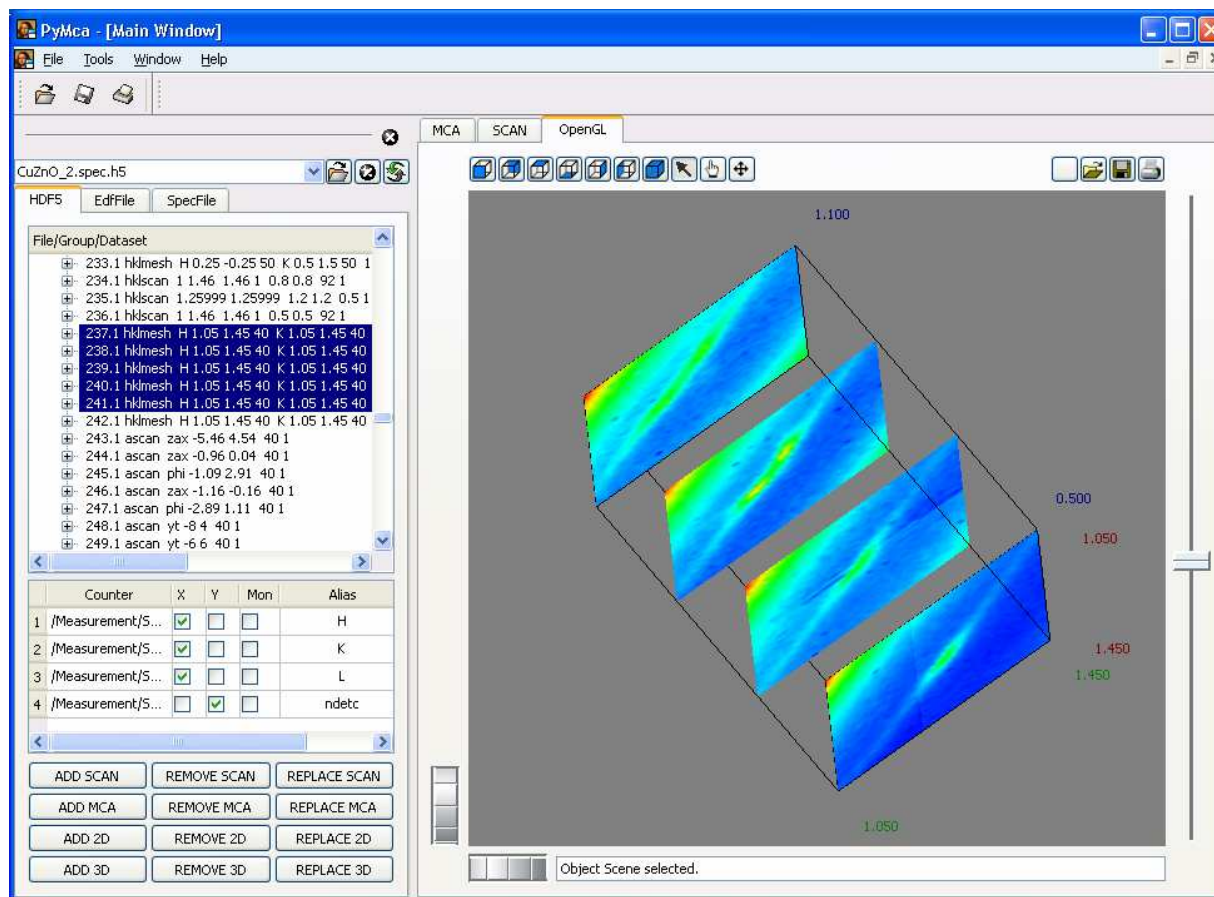 PyMca - [Main Window]
File Tools Window Help
MCA SCAN OpenGL
CuZnO_2.spec.h5
HDF5 EdfFile SpecFile
File/Group/Dataset
233.1 hklmesh H 0.25 -0.25 50 K 0.5 1.5 50 1
234.1 hklscan 1 1.46 1.46 1 0.8 0.8 92 1
235.1 hklscan 1.25999 1.25999 1.2 1.2 0.5 1
236.1 hklscan 1 1.46 1.46 1 0.5 0.5 92 1
237.1 hklmesh H 1.05 1.45 40 K 1.05 1.45 40
238.1 hklmesh H 1.05 1.45 40 K 1.05 1.45 40
239.1 hklmesh H 1.05 1.45 40 K 1.05 1.45 40
240.1 hklmesh H 1.05 1.45 40 K 1.05 1.45 40
241.1 hklmesh H 1.05 1.45 40 K 1.05 1.45 40
242.1 hklmesh H 1.05 1.45 40 K 1.05 1.45 40
243.1 ascan zax -5.46 4.54 40 1
244.1 ascan zax -0.96 0.04 40 1
245.1 ascan phi -1.09 2.91 40 1
246.1 ascan zax -1.16 -0.16 40 1
247.1 ascan phi -2.89 1.11 40 1
248.1 ascan yt -8 4 40 1
249.1 ascan yt -6 6 40 1
Counter X Y Mon Alias
1 /Measurement/S... H
2 /Measurement/S... K
3 /Measurement/S... L
4 /Measurement/S... ndetc
ADD SCAN REMOVE SCAN REPLACE SCAN
ADD MCA REMOVE MCA REPLACE MCA
ADD 2D REMOVE 2D REPLACE 2D
ADD 3D REMOVE 3D REPLACE 3D
1.100
0.500
1.050
1.450
1.450
1.050
Object Scene selected.